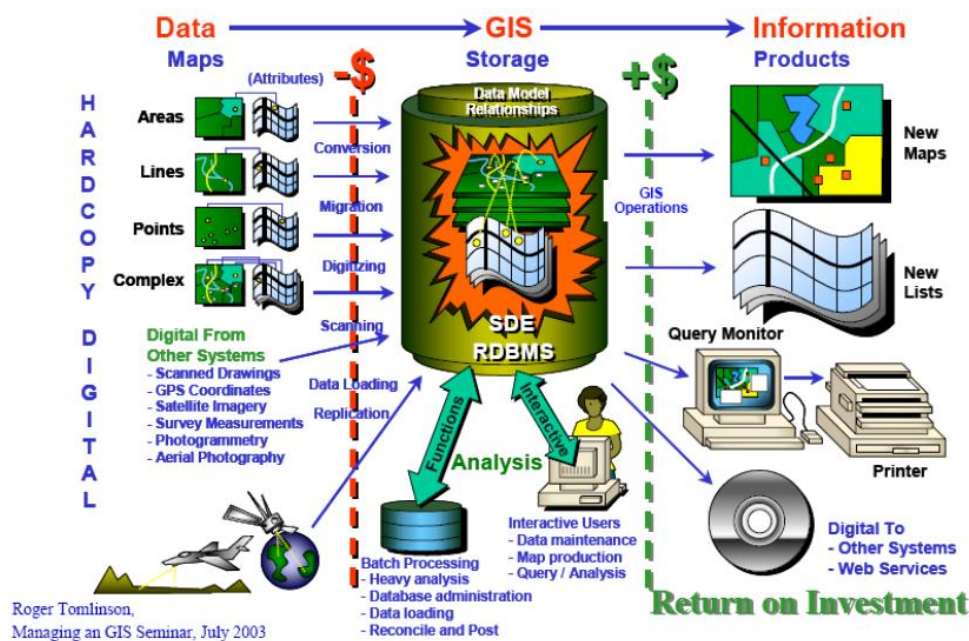 Data
GIS
Information
Maps
Storage
Products
(Attributes)
-$
+$
HARDCOPY
DIGITAL
Areas
Lines
Points
Complex
Conversion
Migration
Digitizing
Scanning
Data Loading
Replication
Data Model
Relationships
SDE
RDBMS
GIS
Operations
New
Maps
New
Lists
Query Monitor
Printer
Digital From
Other Systems
- Scanned Drawings
- GPS Coordinates
- Satellite Imagery
- Survey Measurements
- Photogrammetry
- Aerial Photography
Functions
Interactive
Analysis
Batch Processing
- Heavy analysis
- Database administration
- Data loading
- Reconcile and Post
Interactive Users
- Data maintenance
- Map production
- Query / Analysis
Digital To
- Other Systems
- Web Services
Return on Investment
Roger Tomlinson,
Managing an GIS Seminar, July 2003